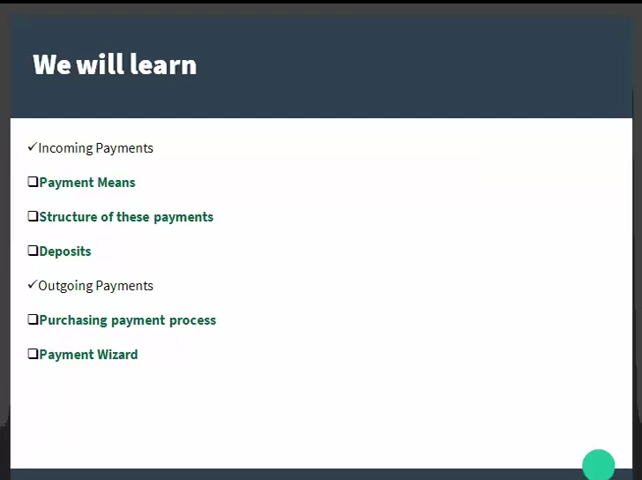 We will learn
✓Incoming Payments
❑Payment Means
❑Structure of these payments
❑Deposits
✓Outgoing Payments
❑Purchasing payment process
❑Payment Wizard